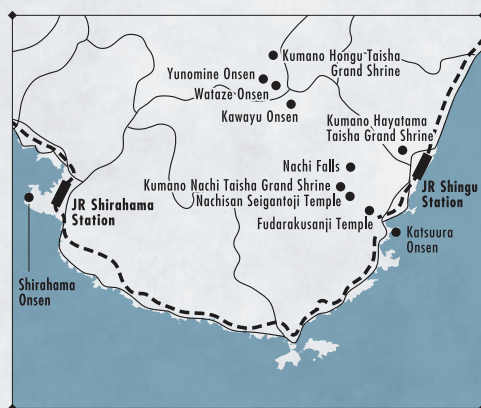 Kumano Hongu-Taisha
Grand Shrine
Yunomine Onsen
Wataze Onsen
Kawayu Onsen
Kumano Hayatama
Taisha Grand Shrine
Nachi Falls
Kumano Nachi Taisha Grand Shrine
Nachisan Seigantoji Temple
Fudarakusanji Temple
JR Shingu
Station
JR Shirahama
Station
Katsuura
Onsen
Shirahama
Onsen